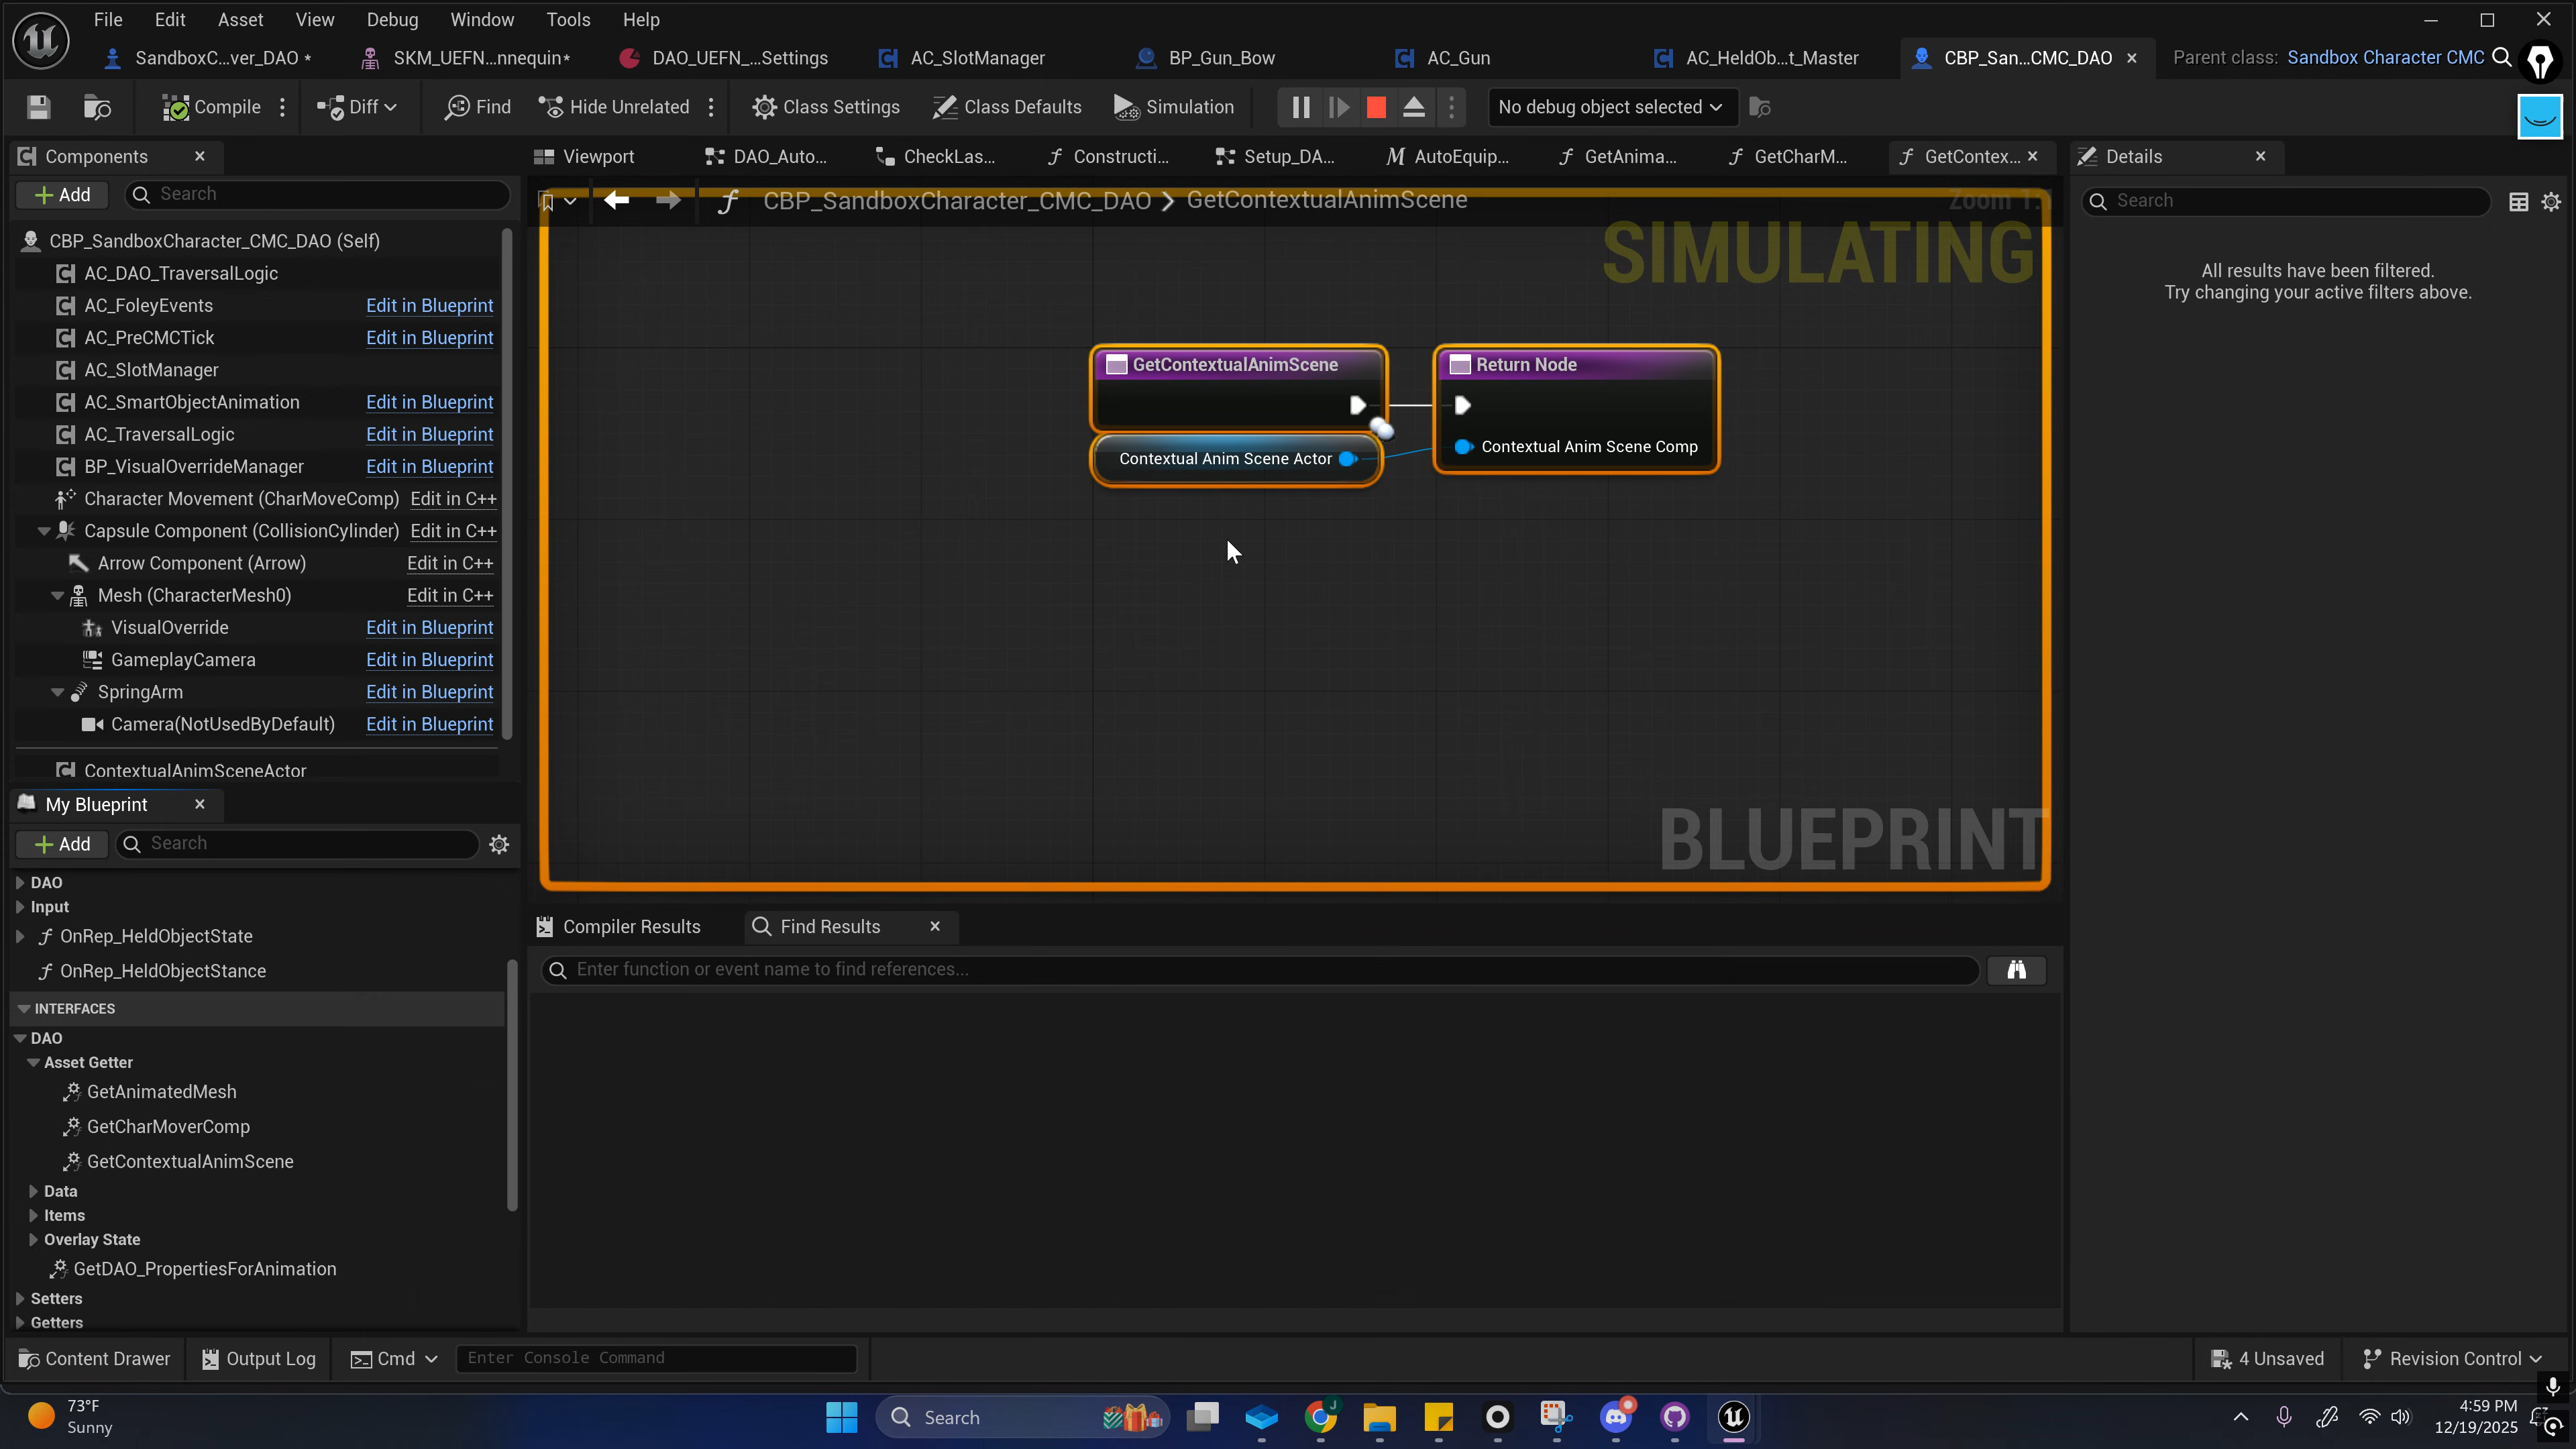 File Edit Asset View Debug Window Tools Help
SandboxC...ver_DAO * SKM_UEFN...nnequin* DAO_UEFN_...Settings AC_SlotManager BP_Gun_Bow AC_Gun AC_HeldOb...t_Master CBP_San...CMC_DAO Parent class: Sandbox Character CMC
Compile Diff Find Hide Unrelated Class Settings Class Defaults Simulation No debug object selected
Components
Viewport DAO_Auto... CheckLas... Constructi... Setup_DA... AutoEquip... GetAnima... GetCharM... GetContex...
Details
Add Search
CBP_SandboxCharacter_CMC_DAO > GetContextualAnimScene
Zoom 1:1
Search
SIMULATING
All results have been filtered.
Try changing your active filters above.
CBP_SandboxCharacter_CMC_DAO (Self)
AC_DAO_TraversalLogic
AC_FoleyEvents Edit in Blueprint
AC_PreCMCTick Edit in Blueprint
AC_SlotManager
AC_SmartObjectAnimation Edit in Blueprint
AC_TraversalLogic Edit in Blueprint
BP_VisualOverrideManager Edit in Blueprint
Character Movement (CharMoveComp) Edit in C++
Capsule Component (CollisionCylinder) Edit in C++
Arrow Component (Arrow) Edit in C++
Mesh (CharacterMesh0) Edit in C++
VisualOverride Edit in Blueprint
GameplayCamera Edit in Blueprint
SpringArm Edit in Blueprint
Camera(NotUsedByDefault) Edit in Blueprint
ContextualAnimSceneActor
GetContextualAnimScene
Return Node
Contextual Anim Scene Actor
Contextual Anim Scene Comp
BLUEPRINT
My Blueprint
Add Search
DAO
Input
OnRep_HeldObjectState
OnRep_HeldObjectStance
INTERFACES
DAO
Asset Getter
GetAnimatedMesh
GetCharMoverComp
GetContextualAnimScene
Data
Items
Overlay State
GetDAO_PropertiesForAnimation
Setters
Getters
Compiler Results Find Results
Enter function or event name to find references...
Content Drawer Output Log Cmd Enter Console Command 4 Unsaved Revision Control
73°F
Sunny
Search
J
4:59 PM
12/19/2025